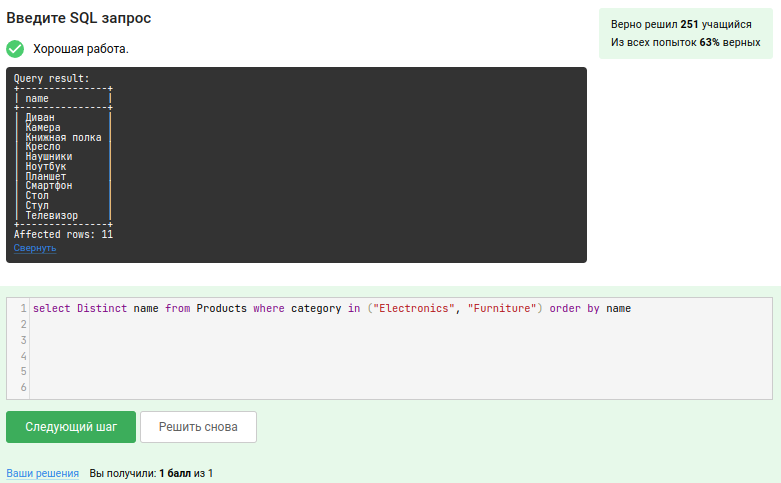 Введите SQL запрос
Верно решил 251 учащийся
Из всех попыток 63% верных
Хорошая работа.
Query result:
+---------------+
| name          |
+---------------+
| Диван         |
| Камера        |
| Книжная полка |
| Кресло        |
| Наушники      |
| Ноутбук       |
| Планшет       |
| Смартфон      |
| Стол          |
| Стул          |
| Телевизор     |
+---------------+
Affected rows: 11
Свернуть
1 select Distinct name from Products where category in ("Electronics", "Furniture") order by name
2
3
4
5
6
Следующий шаг Решить снова
Ваши решения Вы получили: 1 балл из 1